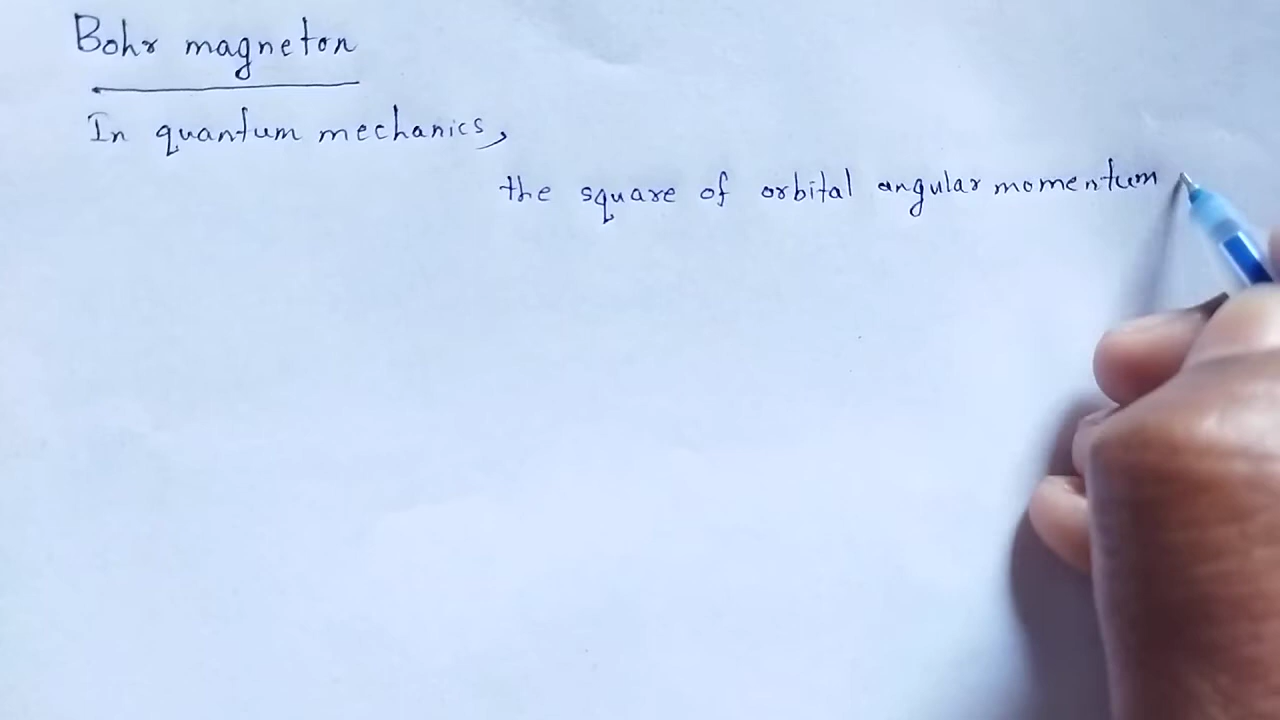 Bohr magneton
In quantum mechanics,
the square of orbital angular momentum